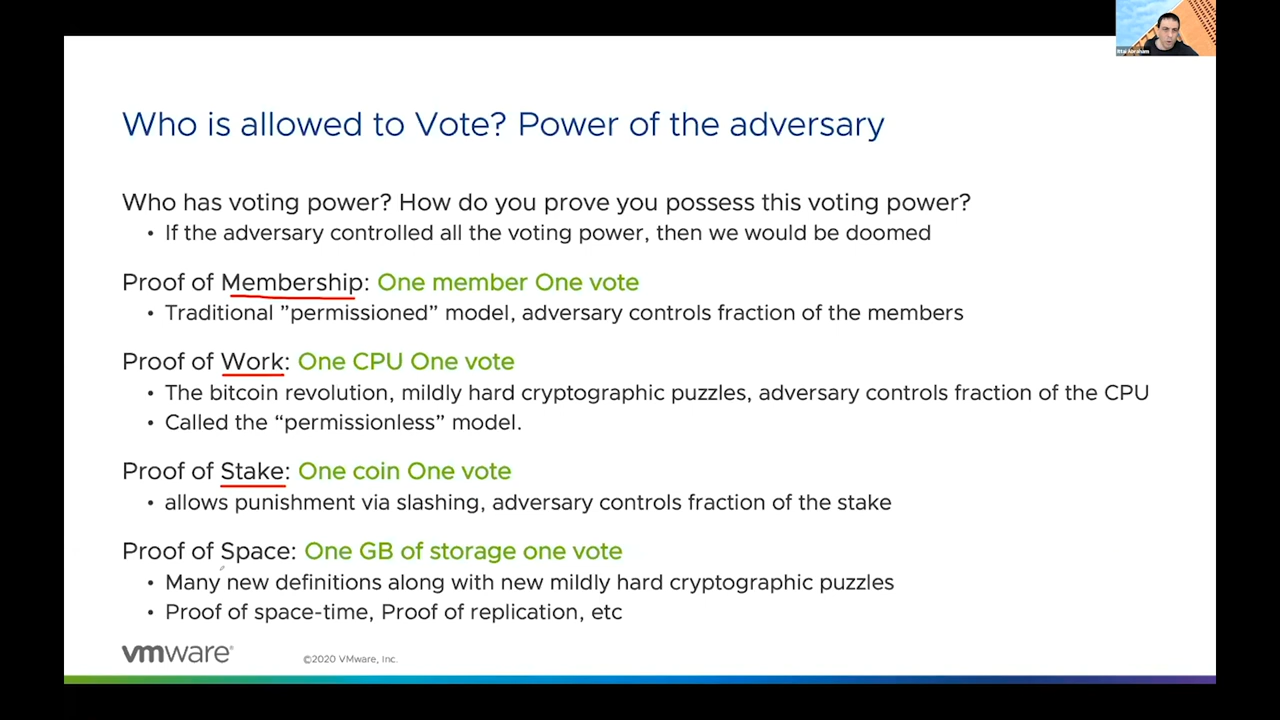 Ittai Abraham
Who is allowed to Vote? Power of the adversary
Who has voting power? How do you prove you possess this voting power?
• If the adversary controlled all the voting power, then we would be doomed
Proof of Membership: One member One vote
• Traditional ”permissioned” model, adversary controls fraction of the members
Proof of Work: One CPU One vote
• The bitcoin revolution, mildly hard cryptographic puzzles, adversary controls fraction of the CPU
• Called the “permissionless” model.
Proof of Stake: One coin One vote
• allows punishment via slashing, adversary controls fraction of the stake
Proof of Space: One GB of storage one vote
• Many new definitions along with new mildly hard cryptographic puzzles
• Proof of space-time, Proof of replication, etc
vmware®
©2020 VMware, Inc.